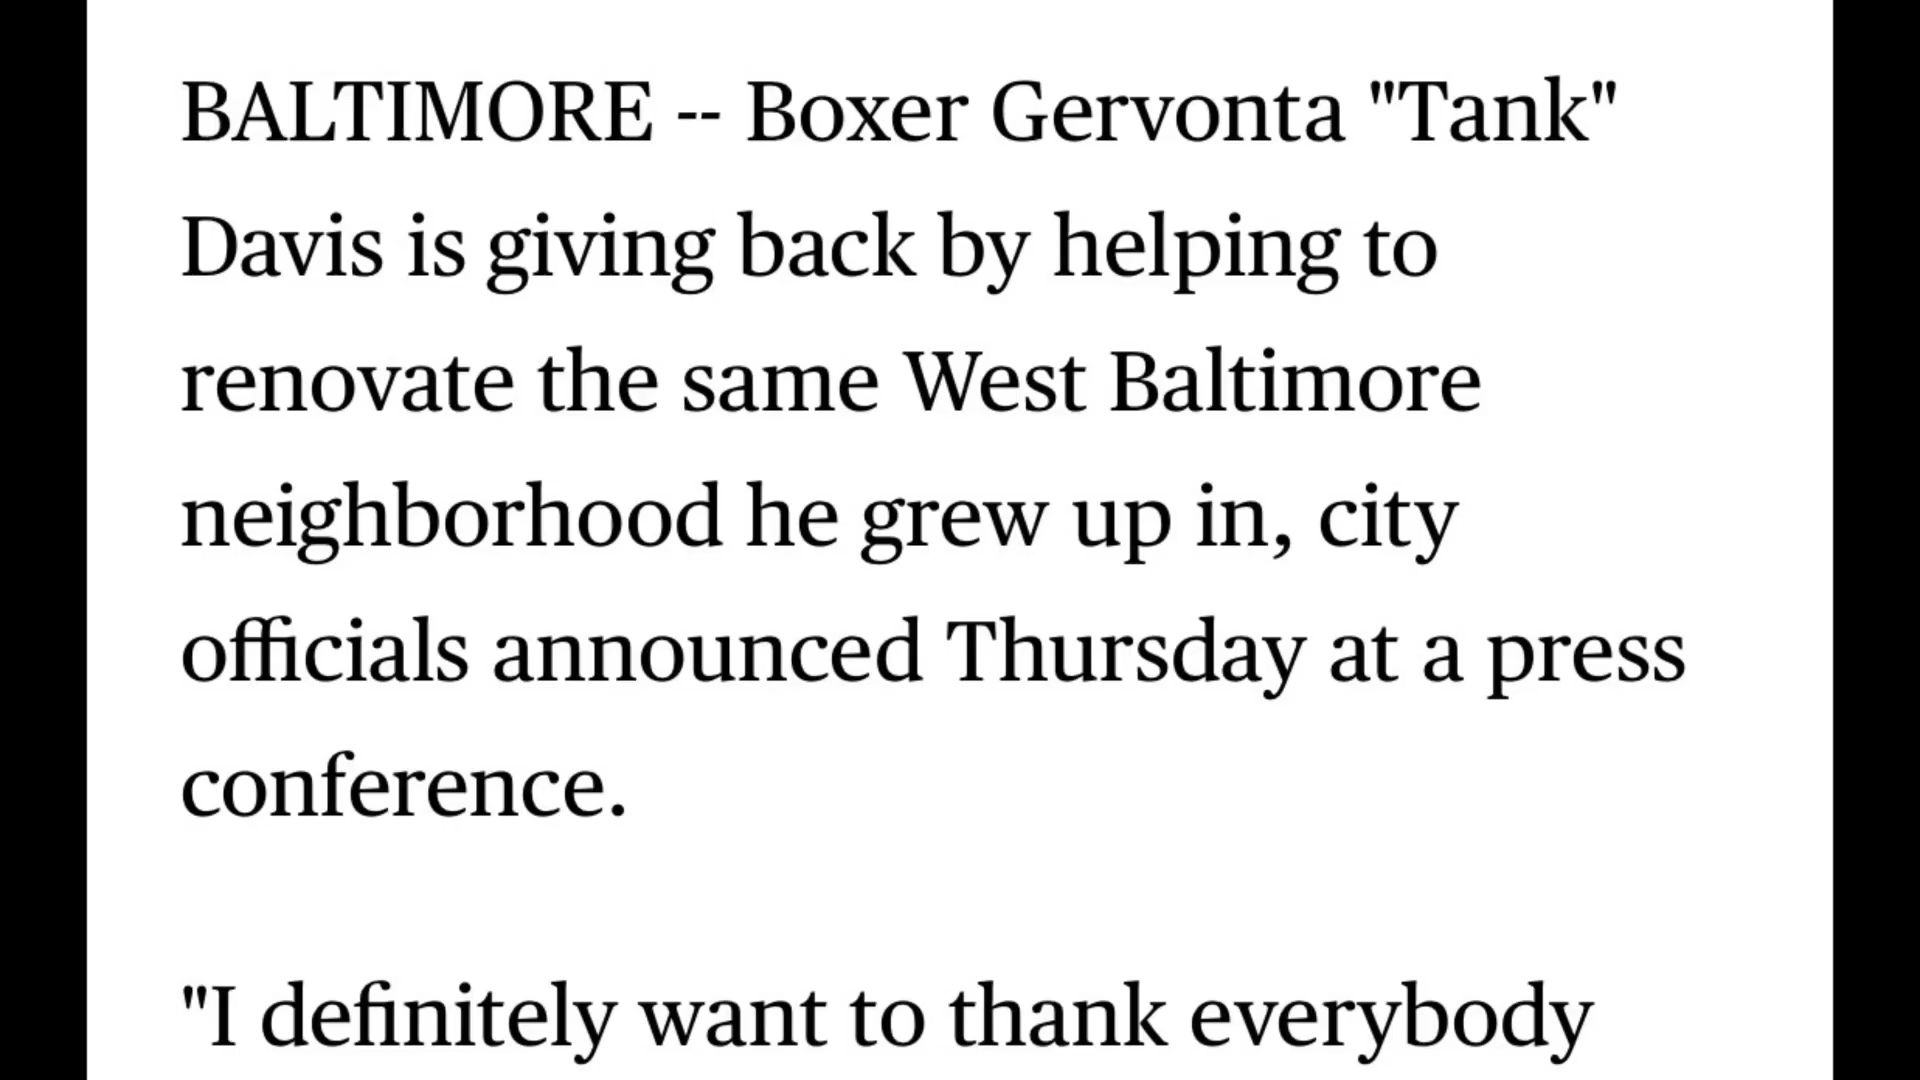 BALTIMORE -- Boxer Gervonta "Tank"
Davis is giving back by helping to
renovate the same West Baltimore
neighborhood he grew up in, city
officials announced Thursday at a press
conference.
"I definitely want to thank everybody